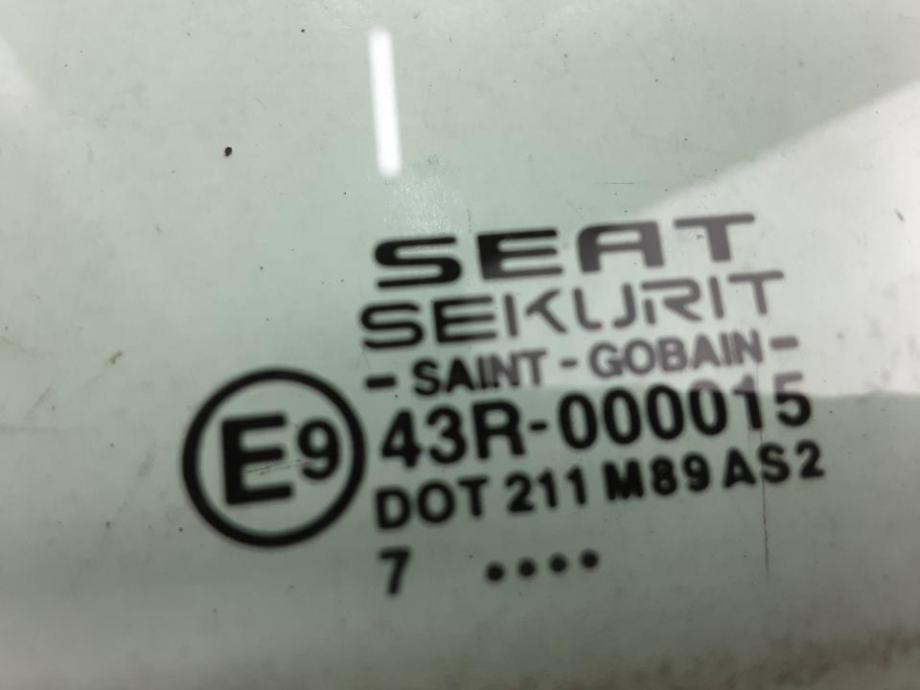 SEAT
SEKURIT
- SAINT - GOBAIN -
E9 43R-000015
DOT 211 M89 AS2
7 ••••